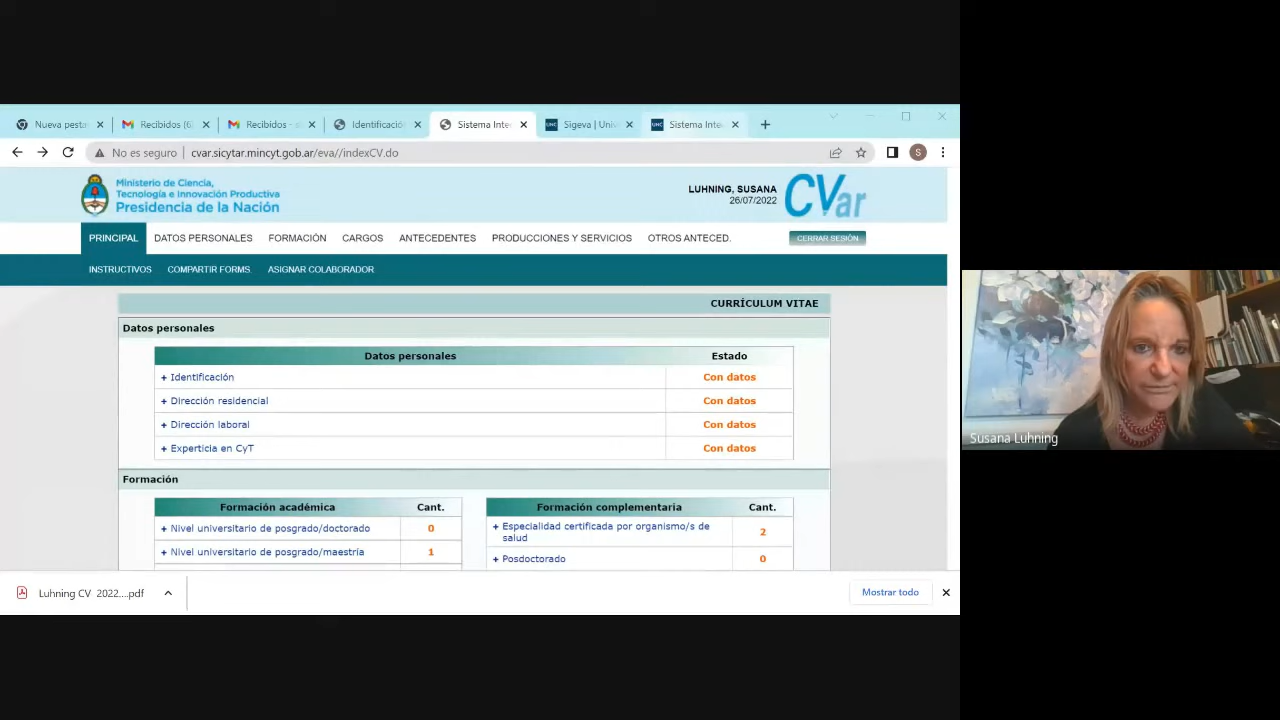 Nueva pesta
Recibidos (6)
Recibidos - s
Identificació
Sistema Inte
UNC Sigeva | Univ
UNC Sistema Inte
No es seguro | cvar.sicytar.mincyt.gob.ar/eva//indexCV.do
S
Ministerio de Ciencia,
Tecnología e Innovación Productiva
Presidencia de la Nación
LUHNING, SUSANA
26/07/2022
CVar
PRINCIPAL DATOS PERSONALES FORMACIÓN CARGOS ANTECEDENTES PRODUCCIONES Y SERVICIOS OTROS ANTECED.
CERRAR SESIÓN
INSTRUCTIVOS COMPARTIR FORMS. ASIGNAR COLABORADOR
CURRÍCULUM VITAE
Datos personales
Datos personales Estado
+ Identificación Con datos
+ Dirección residencial Con datos
+ Dirección laboral Con datos
+ Experticia en CyT Con datos
Formación
Formación académica Cant.
+ Nivel universitario de posgrado/doctorado 0
+ Nivel universitario de posgrado/maestría 1
Formación complementaria Cant.
+ Especialidad certificada por organismo/s de
salud 2
+ Posdoctorado 0
Luhning CV 2022....pdf
Mostrar todo
Susana Luhning